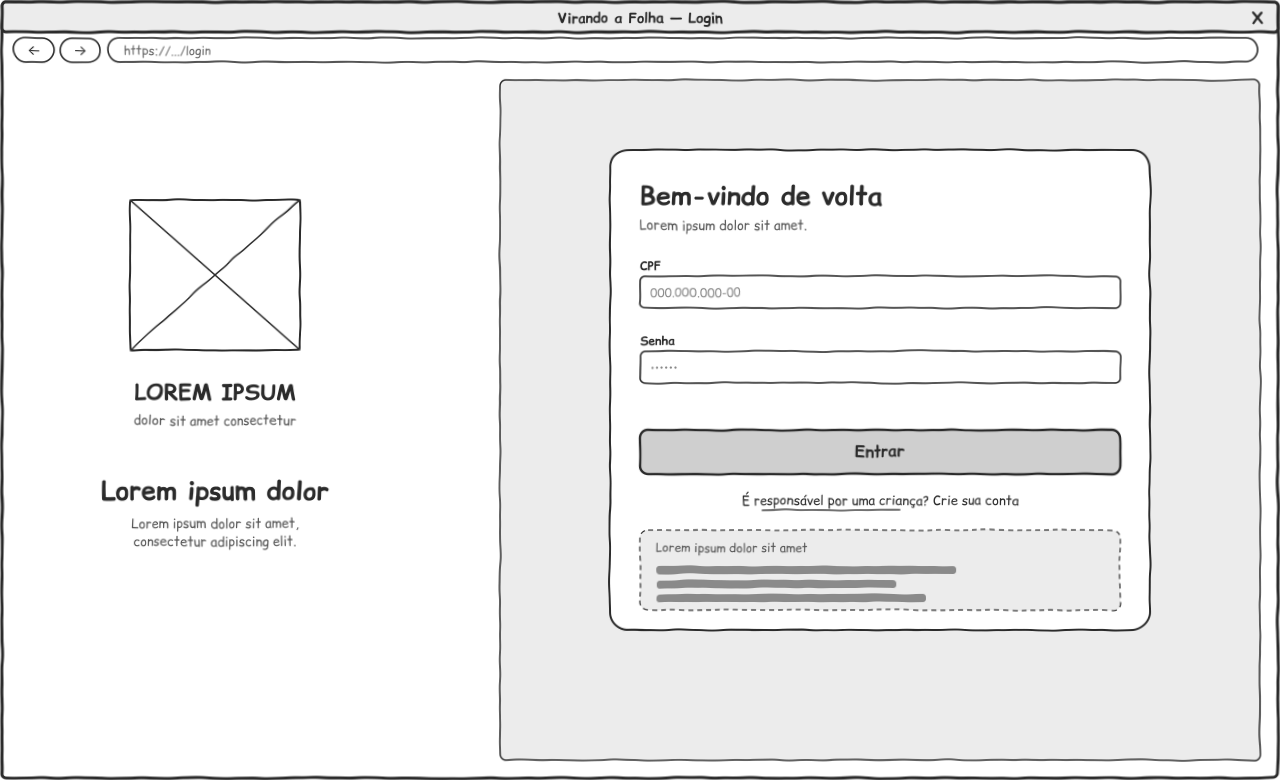 Virando a Folha — Login
X
← →
https://.../login
LOREM IPSUM
dolor sit amet consectetur
Lorem ipsum dolor
Lorem ipsum dolor sit amet,
consectetur adipiscing elit.
Bem-vindo de volta
Lorem ipsum dolor sit amet.
CPF
000.000.000-00
Senha
······
Entrar
É responsável por uma criança? Crie sua conta
Lorem ipsum dolor sit amet